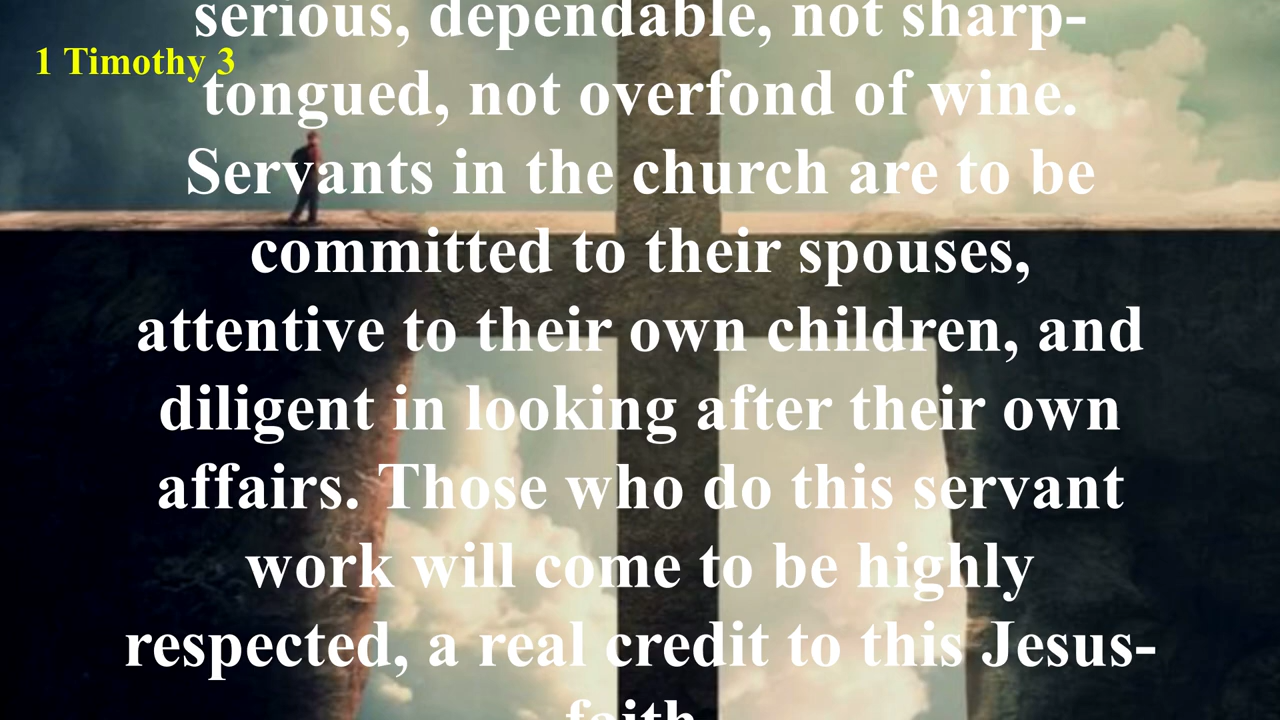 serious, dependable, not sharp-
1 Timothy 3
tongued, not overfond of wine.
Servants in the church are to be
committed to their spouses,
attentive to their own children, and
diligent in looking after their own
affairs. Those who do this servant
work will come to be highly
respected, a real credit to this Jesus-
faith.